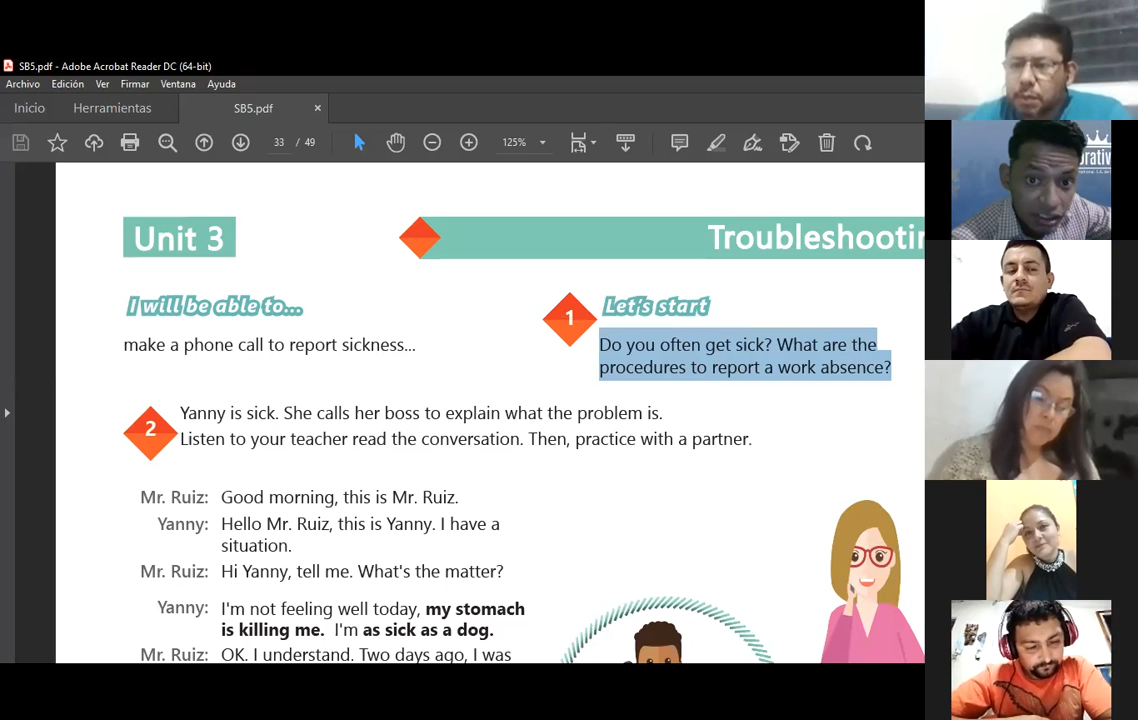 SB5.pdf - Adobe Acrobat Reader DC (64-bit)
Archivo Edición Ver Firmar Ventana Ayuda
Inicio Herramientas SB5.pdf ×
33 / 49 125%
Unit 3
Troubleshootin
I will be able to...
make a phone call to report sickness...
1 Let's start
Do you often get sick? What are the
procedures to report a work absence?
2 Yanny is sick. She calls her boss to explain what the problem is.
Listen to your teacher read the conversation. Then, practice with a partner.
Mr. Ruiz: Good morning, this is Mr. Ruiz.
Yanny: Hello Mr. Ruiz, this is Yanny. I have a
situation.
Mr. Ruiz: Hi Yanny, tell me. What's the matter?
Yanny: I'm not feeling well today, my stomach
is killing me. I'm as sick as a dog.
Mr. Ruiz: OK. I understand. Two days ago, I was
orativ